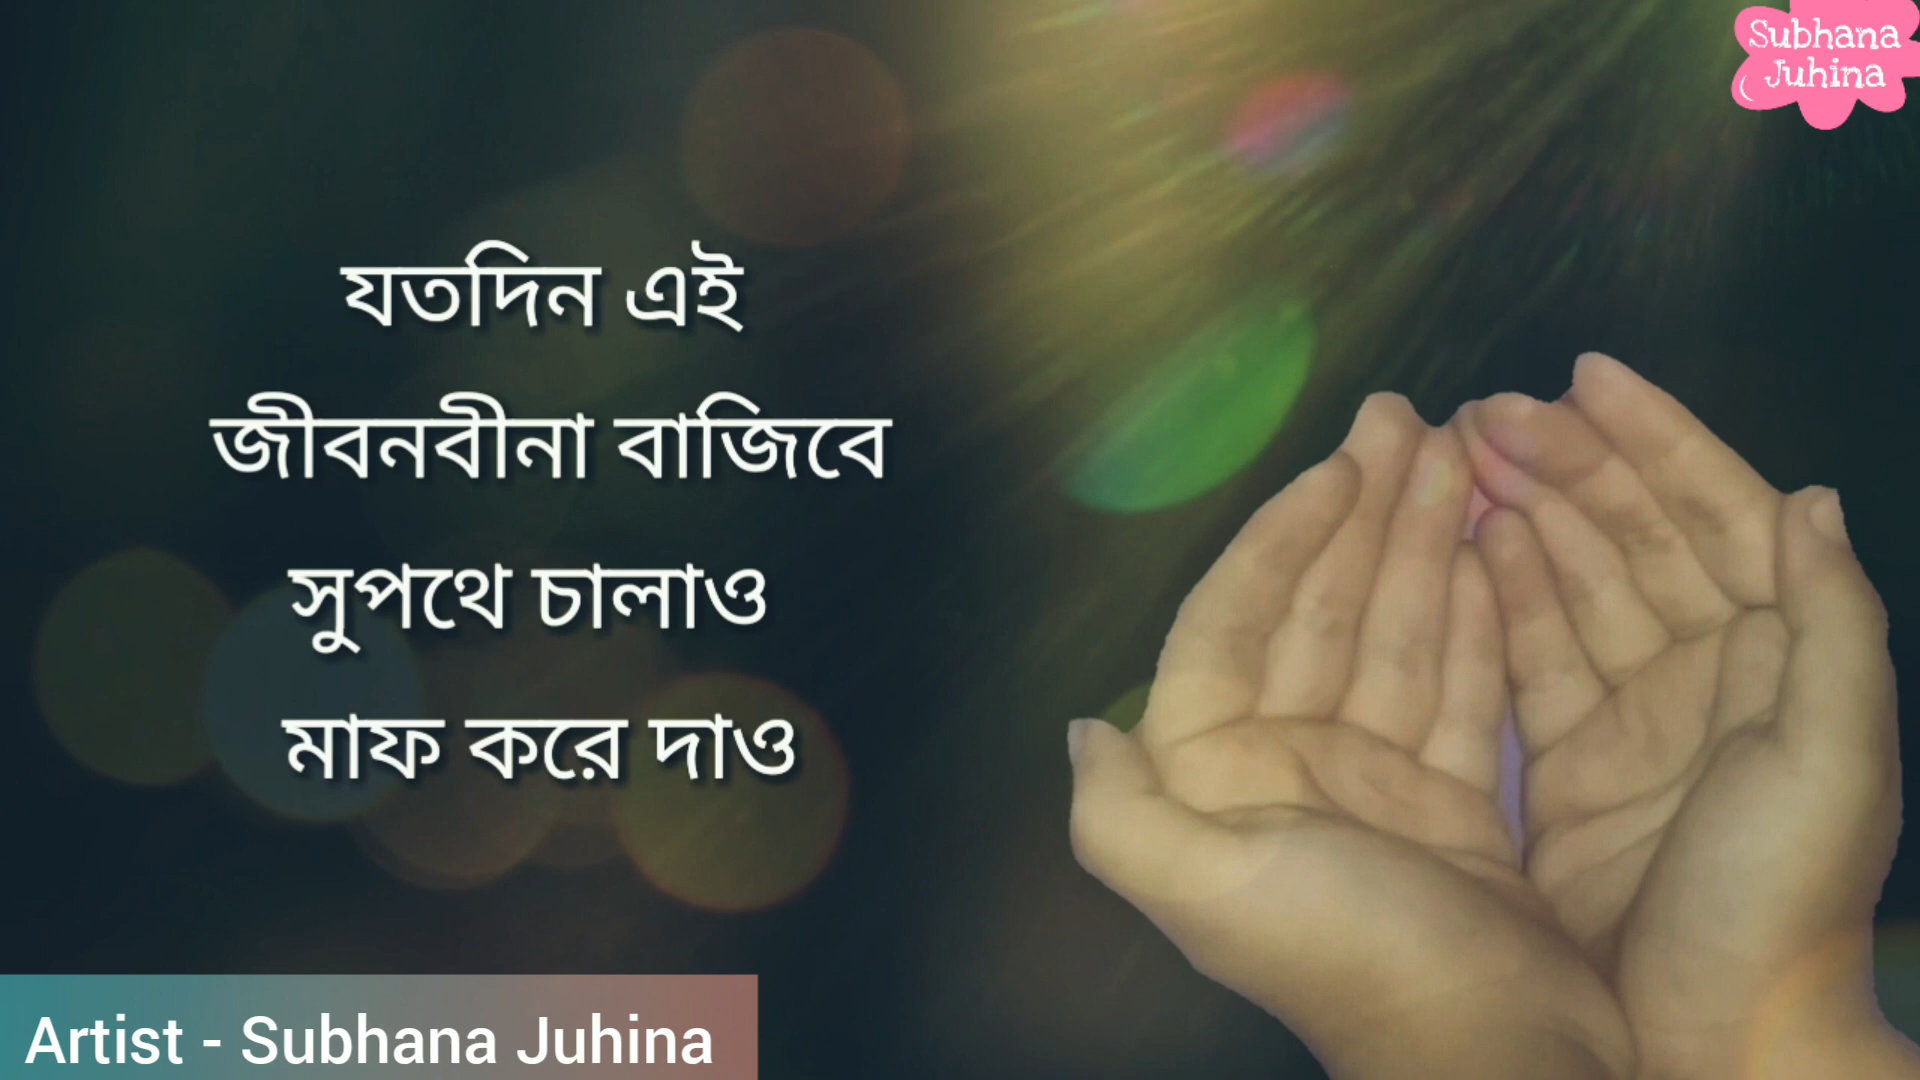 Subhana
Juhina
যতদিন এই
জীবনবীনা বাজিবে
সুপথে চালাও
মাফ করে দাও
Artist - Subhana Juhina